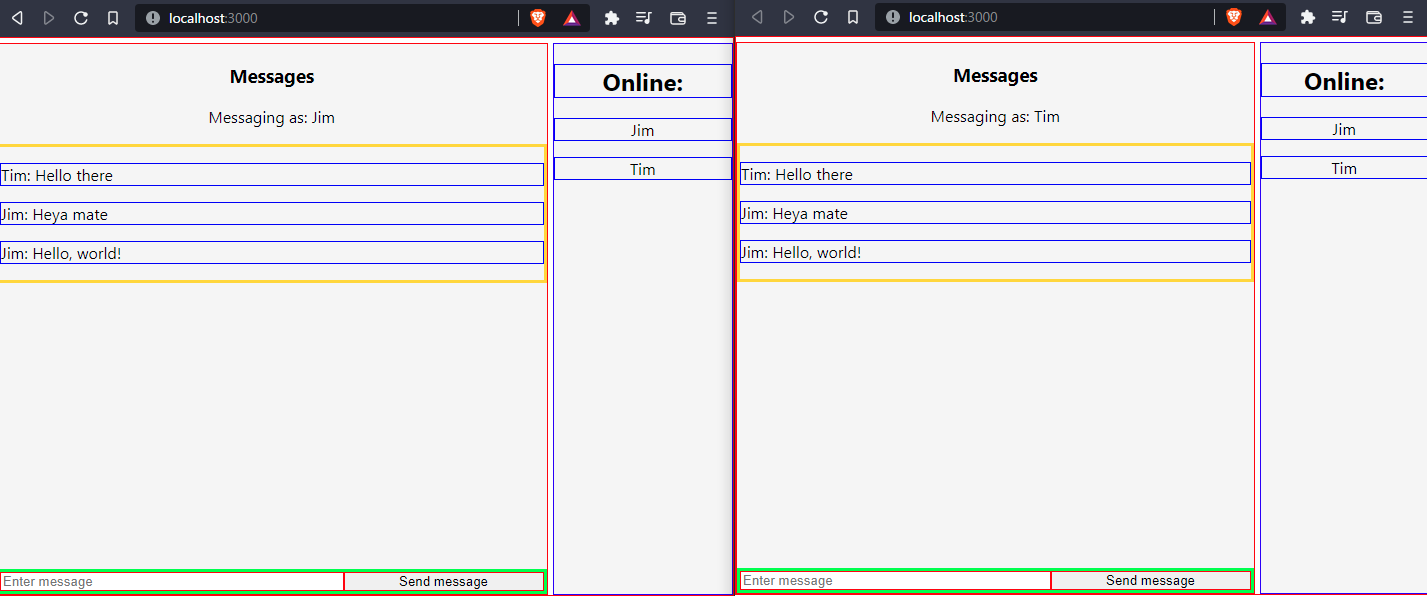 localhost:3000
Messages
Messaging as: Jim
Tim: Hello there
Jim: Heya mate
Jim: Hello, world!
Enter message
Send message
Online:
Jim
Tim
localhost:3000
Messages
Messaging as: Tim
Tim: Hello there
Jim: Heya mate
Jim: Hello, world!
Enter message
Send message
Online:
Jim
Tim